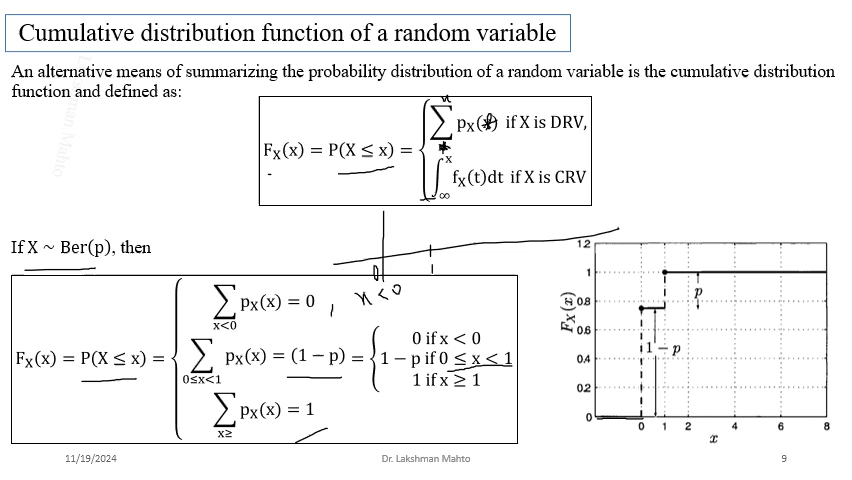 Cumulative distribution function of a random variable
An alternative means of summarizing the probability distribution of a random variable is the cumulative distribution
function and defined as:
F_X(x) = P(X ≤ x) = { ∑ p_X( ) if X is DRV,
∫_{-∞}^{x} f_X(t)dt if X is CRV
If X ~ Ber(p), then
0 1
F_X(x) = P(X ≤ x) = { ∑_{x<0} p_X(x) = 0 , x < 0
∑_{0≤x<1} p_X(x) = (1 − p) = { 0 if x < 0
1 − p if 0 ≤ x < 1
1 if x ≥ 1
∑_{x≥} p_X(x) = 1
F_X(x)
1.2
1
0.8
0.6
0.4
0.2
0
p
1 − p
0 1 2 4 6 8
x
11/19/2024 Dr. Lakshman Mahto 9